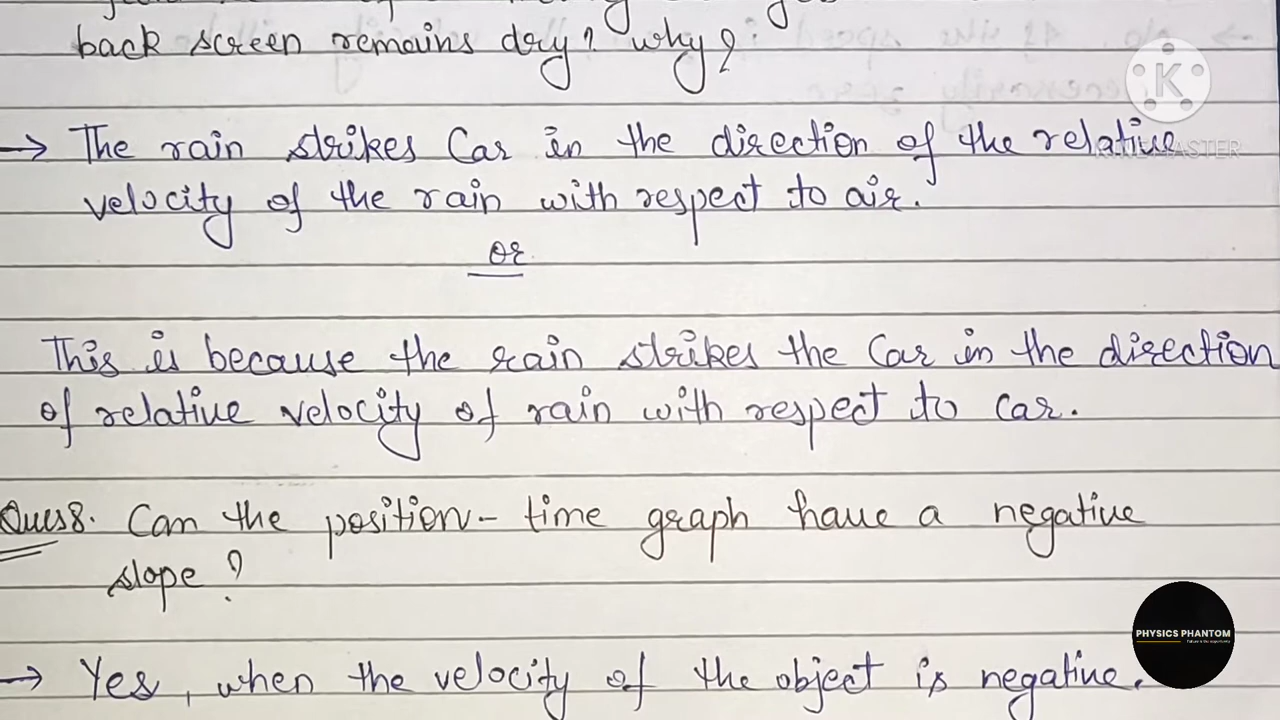 back screen remains dry? why?
→ The rain strikes Car in the direction of the relative
velocity of the rain with respect to air.
or
This is because the rain strikes the Car in the direction
of relative velocity of rain with respect to car.
Ques8. Can the position- time graph have a negative
slope?
→ Yes, when the velocity of the object is negative.
K
KINEMASTER
PHYSICS PHANTOM